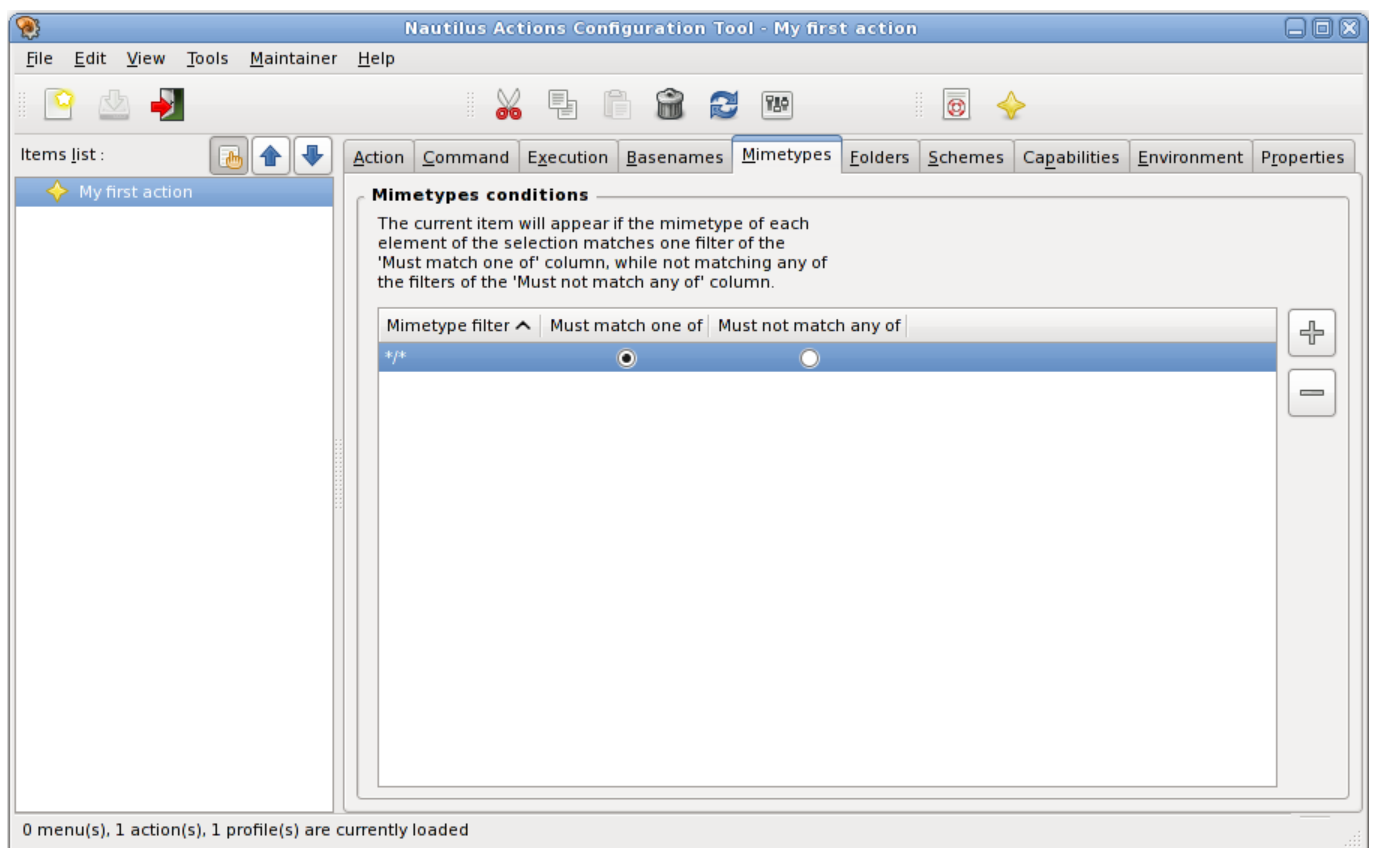 Nautilus Actions Configuration Tool - My first action
File Edit View Tools Maintainer Help
Items list :
Action Command Execution Basenames Mimetypes Folders Schemes Capabilities Environment Properties
My first action
Mimetypes conditions
The current item will appear if the mimetype of each
element of the selection matches one filter of the
'Must match one of' column, while not matching any of
the filters of the 'Must not match any of' column.
Mimetype filter Must match one of Must not match any of
*/*
0 menu(s), 1 action(s), 1 profile(s) are currently loaded